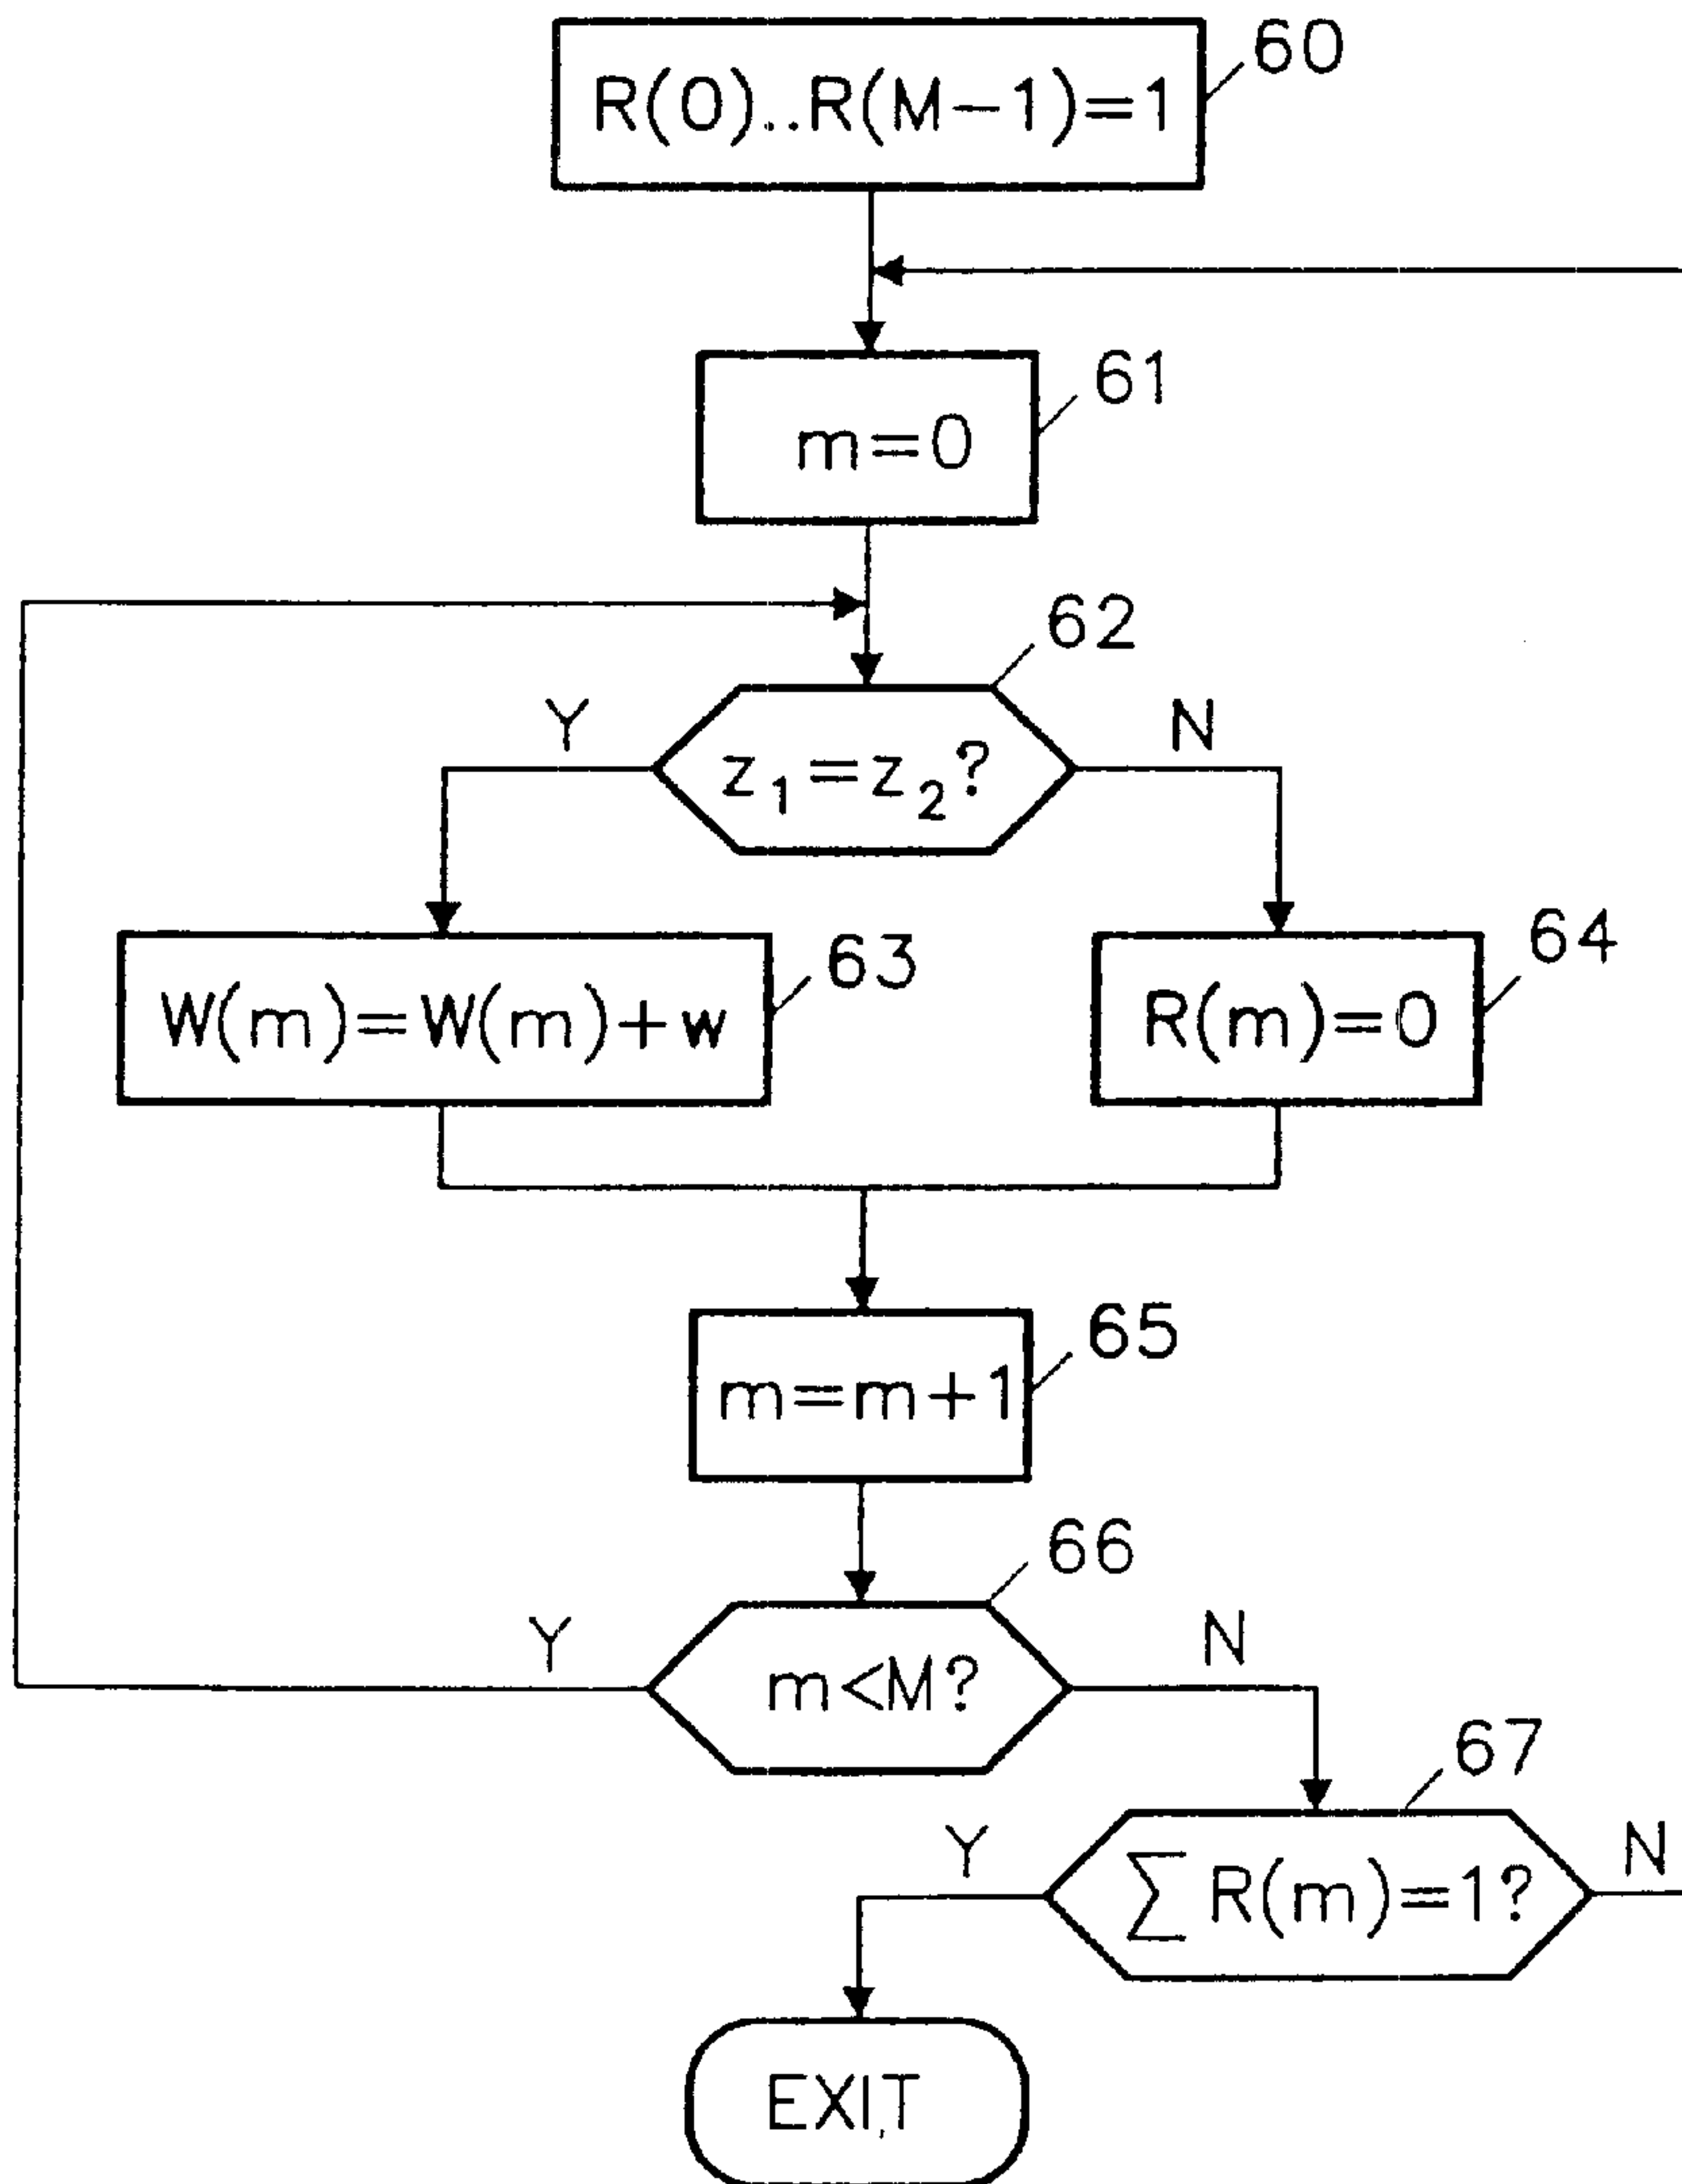 60
R(0)..R(M-1)=1
61
m=0
62
Y
N
z₁=z₂?
63
64
W(m)=W(m)+w
R(m)=0
65
m=m+1
66
Y
N
m<M?
67
Y
N
∑ R(m)=1?
EXIT